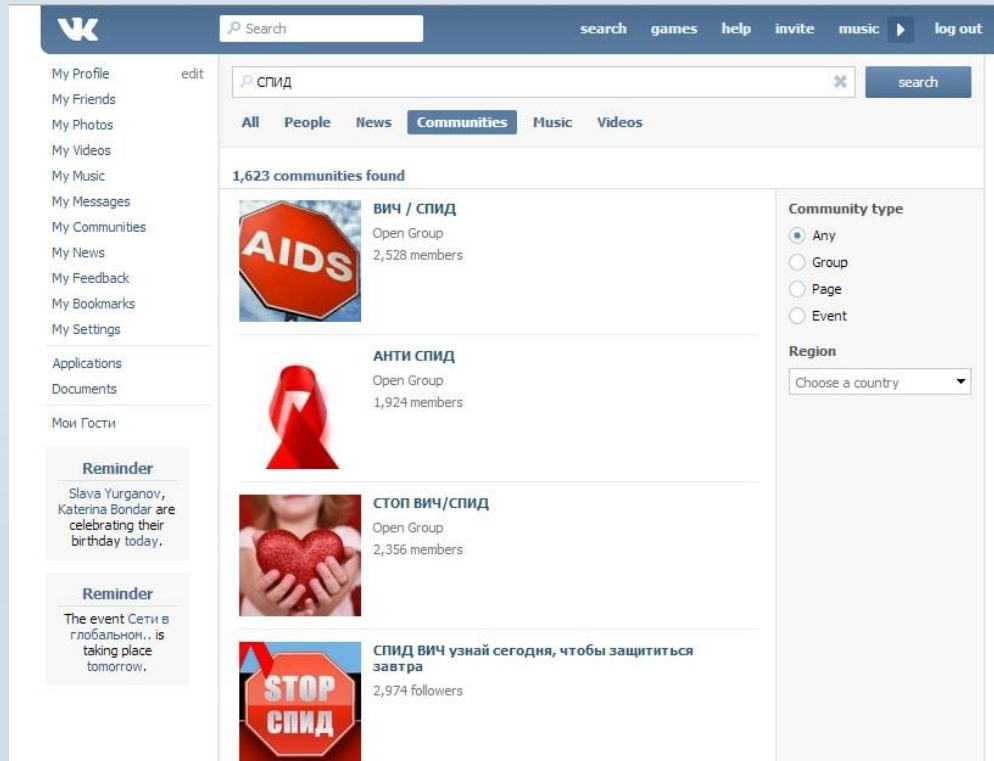 Search
search games help invite music log out
My Profile edit
My Friends
My Photos
My Videos
My Music
My Messages
My Communities
My News
My Feedback
My Bookmarks
My Settings
Applications
Documents
Мои Гости
Reminder
Slava Yurganov,
Katerina Bondar are
celebrating their
birthday today.
Reminder
The event Сети в
глобальном.. is
taking place
tomorrow.
СПИД
search
All People News Communities Music Videos
1,623 communities found
AIDS
ВИЧ / СПИД
Open Group
2,528 members
АНТИ СПИД
Open Group
1,924 members
СТОП ВИЧ/СПИД
Open Group
2,356 members
STOP
СПИД
СПИД ВИЧ узнай сегодня, чтобы защититься
завтра
2,974 followers
Community type
Any
Group
Page
Event
Region
Choose a country